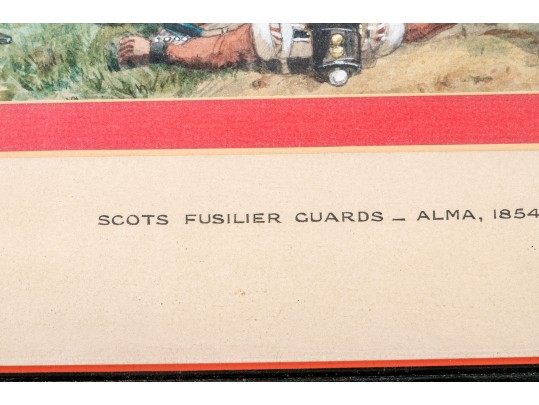 SCOTS FUSILIER GUARDS – ALMA, 1854